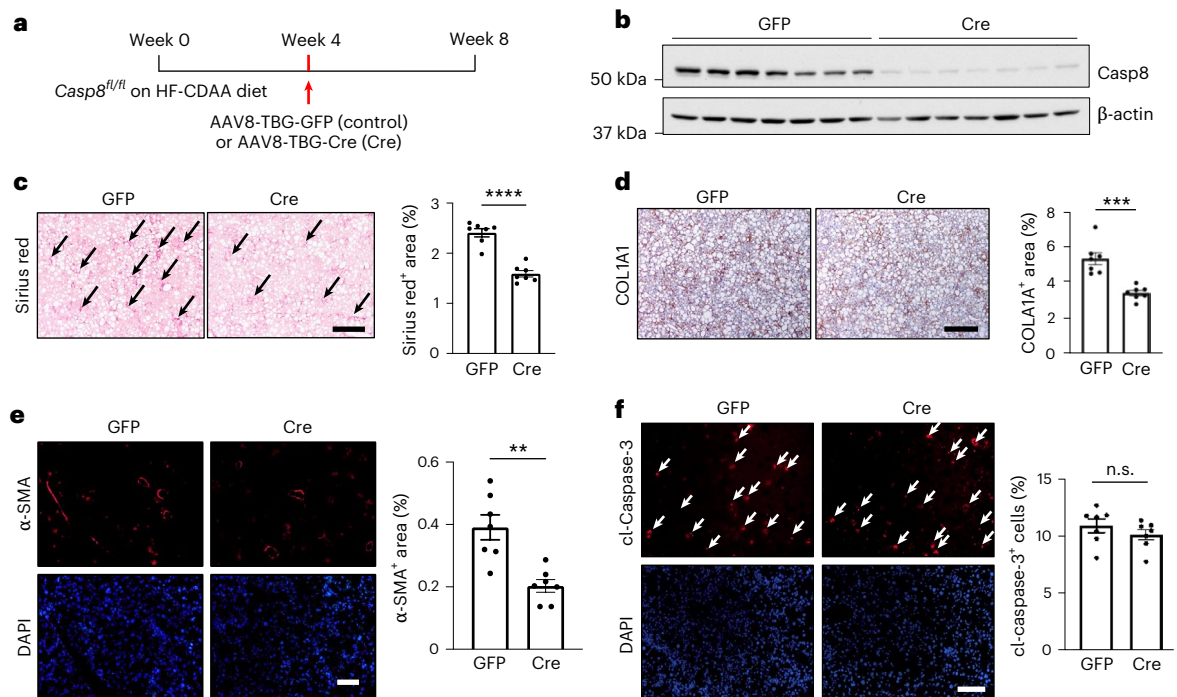 a
Week 0
Week 4
Week 8
Casp8fl/fl on HF-CDAA diet
AAV8-TBG-GFP (control)
or AAV8-TBG-Cre (Cre)
b
GFP
Cre
50 kDa
Casp8
37 kDa
β-actin
c
GFP
Cre
Sirius red
Sirius red+ area (%)
3
2
1
0
****
GFP
Cre
d
GFP
Cre
COL1A1
COLA1A+ area (%)
8
6
4
2
0
***
GFP
Cre
e
GFP
Cre
α-SMA
DAPI
α-SMA+ area (%)
0.6
0.4
0.2
0
**
GFP
Cre
f
GFP
Cre
cl-Caspase-3
DAPI
cl-caspase-3+ cells (%)
15
10
5
0
n.s.
GFP
Cre